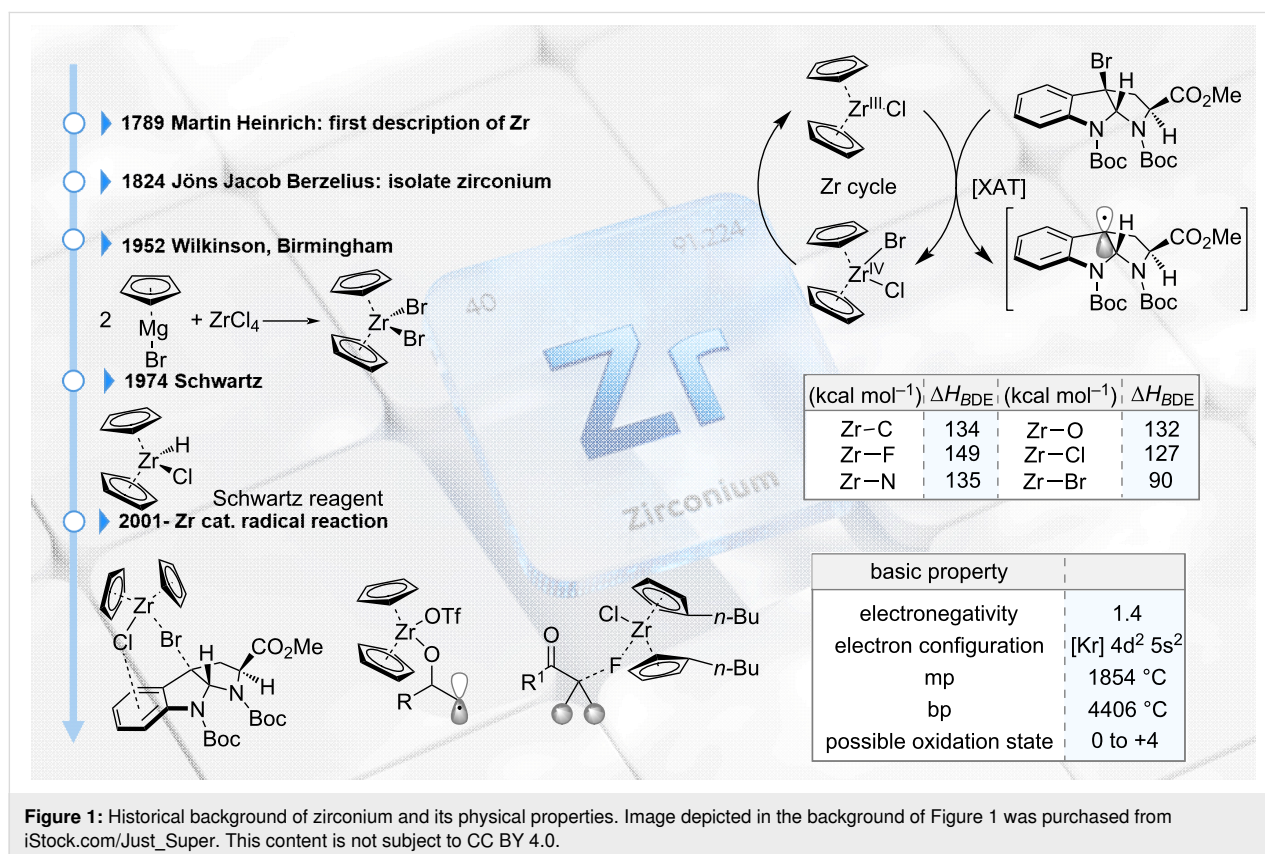 1789 Martin Heinrich: first description of Zr
1824 Jöns Jacob Berzelius: isolate zirconium
1952 Wilkinson, Birmingham
2
Mg
Br
+ ZrCl4
Zr
Br
Br
1974 Schwartz
Zr
H
Cl
Schwartz reagent
2001- Zr cat. radical reaction
Zr
Cl
Br
H
CO2Me
H
N
N
Boc
Boc
Zr
OTf
O
R
O
R1
F
Cl
Zr
n-Bu
n-Bu
40
91.224
Zr
Zirconium
ZrIII
Cl
Zr cycle
ZrIV
Br
Cl
[XAT]
Br
H
CO2Me
N
N
H
Boc
Boc
H
CO2Me
N
N
H
Boc
Boc
(kcal mol–1) ΔHBDE (kcal mol–1) ΔHBDE
Zr–C 134 Zr–O 132
Zr–F 149 Zr–Cl 127
Zr–N 135 Zr–Br 90
basic property
electronegativity 1.4
electron configuration [Kr] 4d2 5s2
mp 1854 °C
bp 4406 °C
possible oxidation state 0 to +4
Figure 1: Historical background of zirconium and its physical properties. Image depicted in the background of Figure 1 was purchased from
iStock.com/Just_Super. This content is not subject to CC BY 4.0.